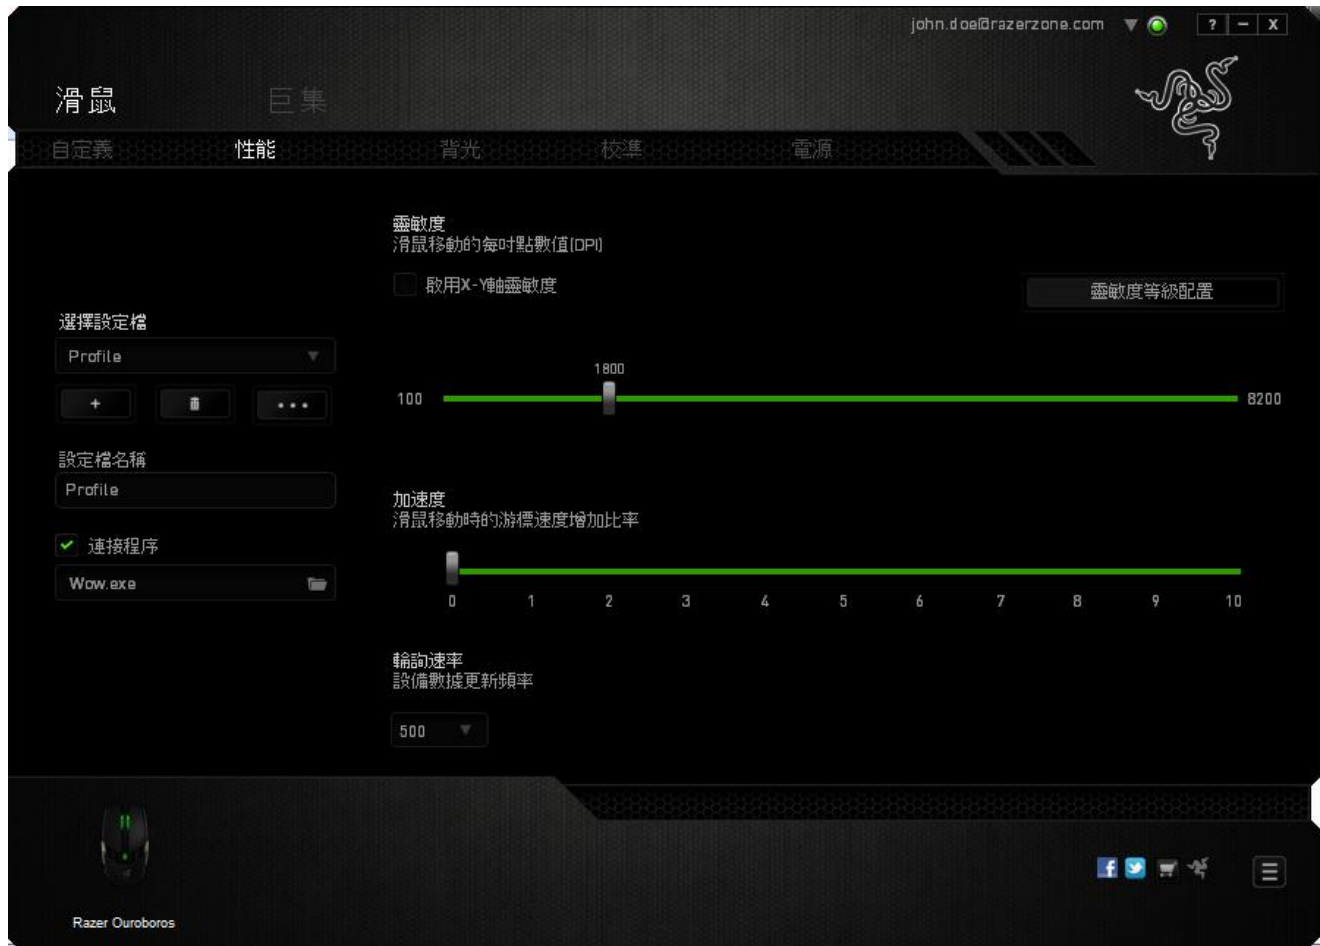 john.doe@razerzone.com
? - X
滑鼠 巨集
自定義 性能 背光 校準 電源
靈敏度
滑鼠移動的每吋點數值(DPI)
啟用X-Y軸靈敏度
靈敏度等級配置
選擇設定檔
Profile
+ ...
1800
100 8200
設定檔名稱
Profile
加速度
滑鼠移動時的游標速度增加比率
連接程序
Wow.exe
0 1 2 3 4 5 6 7 8 9 10
輪詢速率
設備數據更新頻率
500
f
Razer Ouroboros